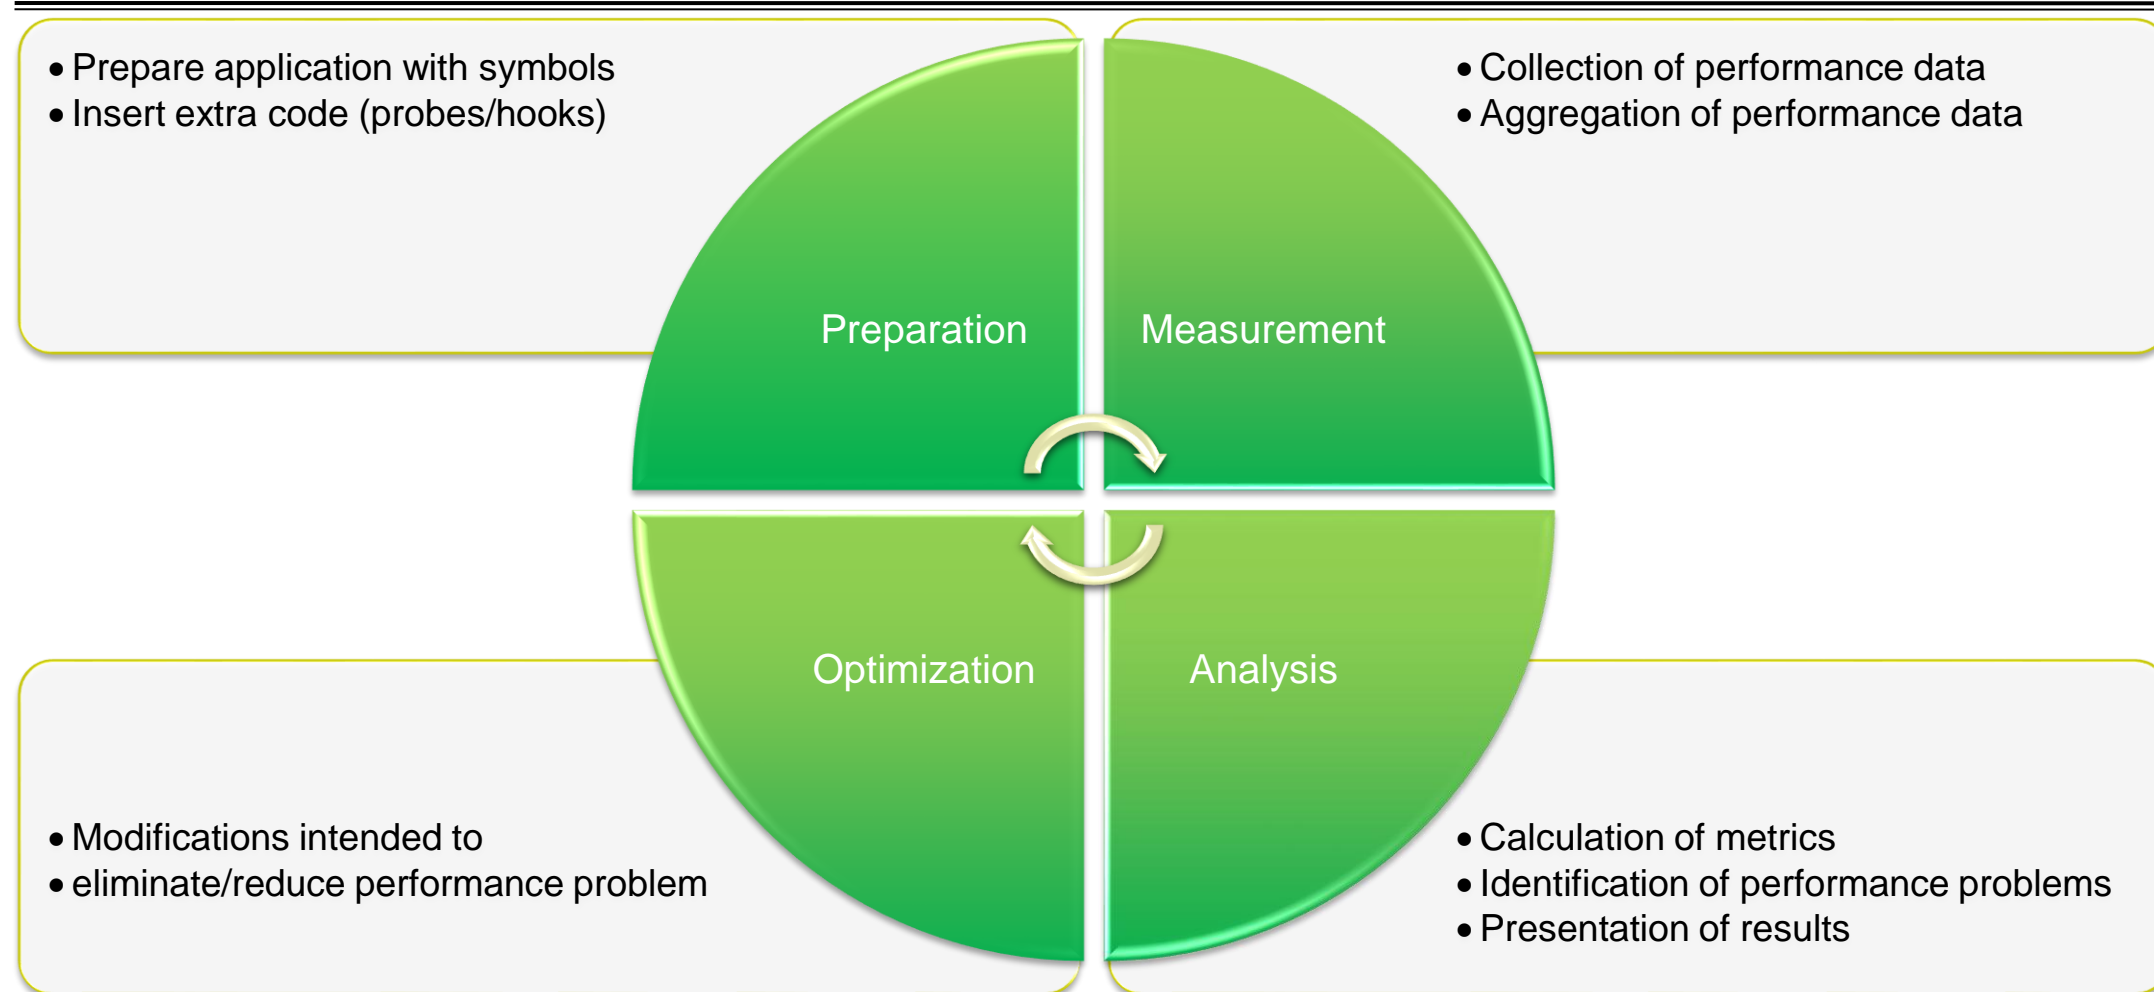 • Prepare application with symbols
• Insert extra code (probes/hooks)
• Collection of performance data
• Aggregation of performance data
Preparation
Measurement
Optimization
Analysis
• Modifications intended to
• eliminate/reduce performance problem
• Calculation of metrics
• Identification of performance problems
• Presentation of results